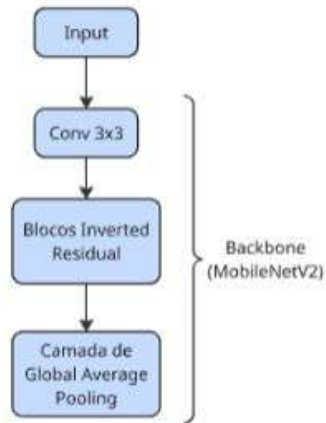 Input
Conv 3x3
Blocos Inverted
Residual
Backbone
(MobileNetV2)
Camada de
Global Average
Pooling